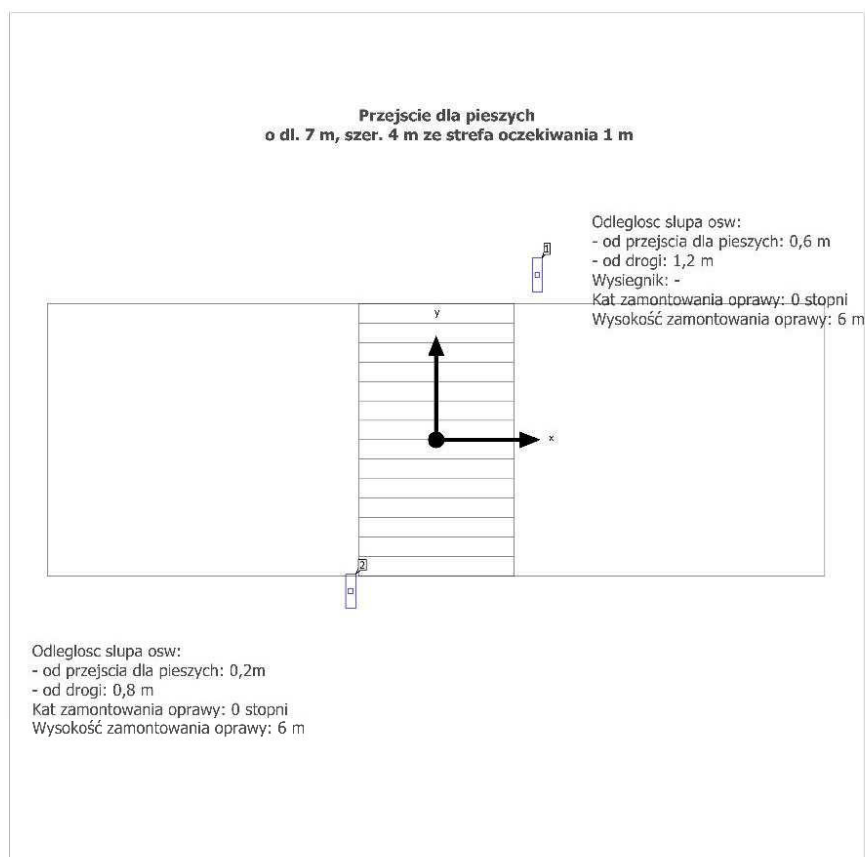 Przejscie dla pieszych
o dl. 7 m, szer. 4 m ze strefa oczekiwania 1 m
Odleglosc slupa osw:
- od przejscia dla pieszych: 0,6 m
- od drogi: 1,2 m
Wysiegnik: -
Kat zamontowania oprawy: 0 stopni
Wysokość zamontowania oprawy: 6 m
1
y
x
2
Odleglosc slupa osw:
- od przejscia dla pieszych: 0,2m
- od drogi: 0,8 m
Kat zamontowania oprawy: 0 stopni
Wysokość zamontowania oprawy: 6 m